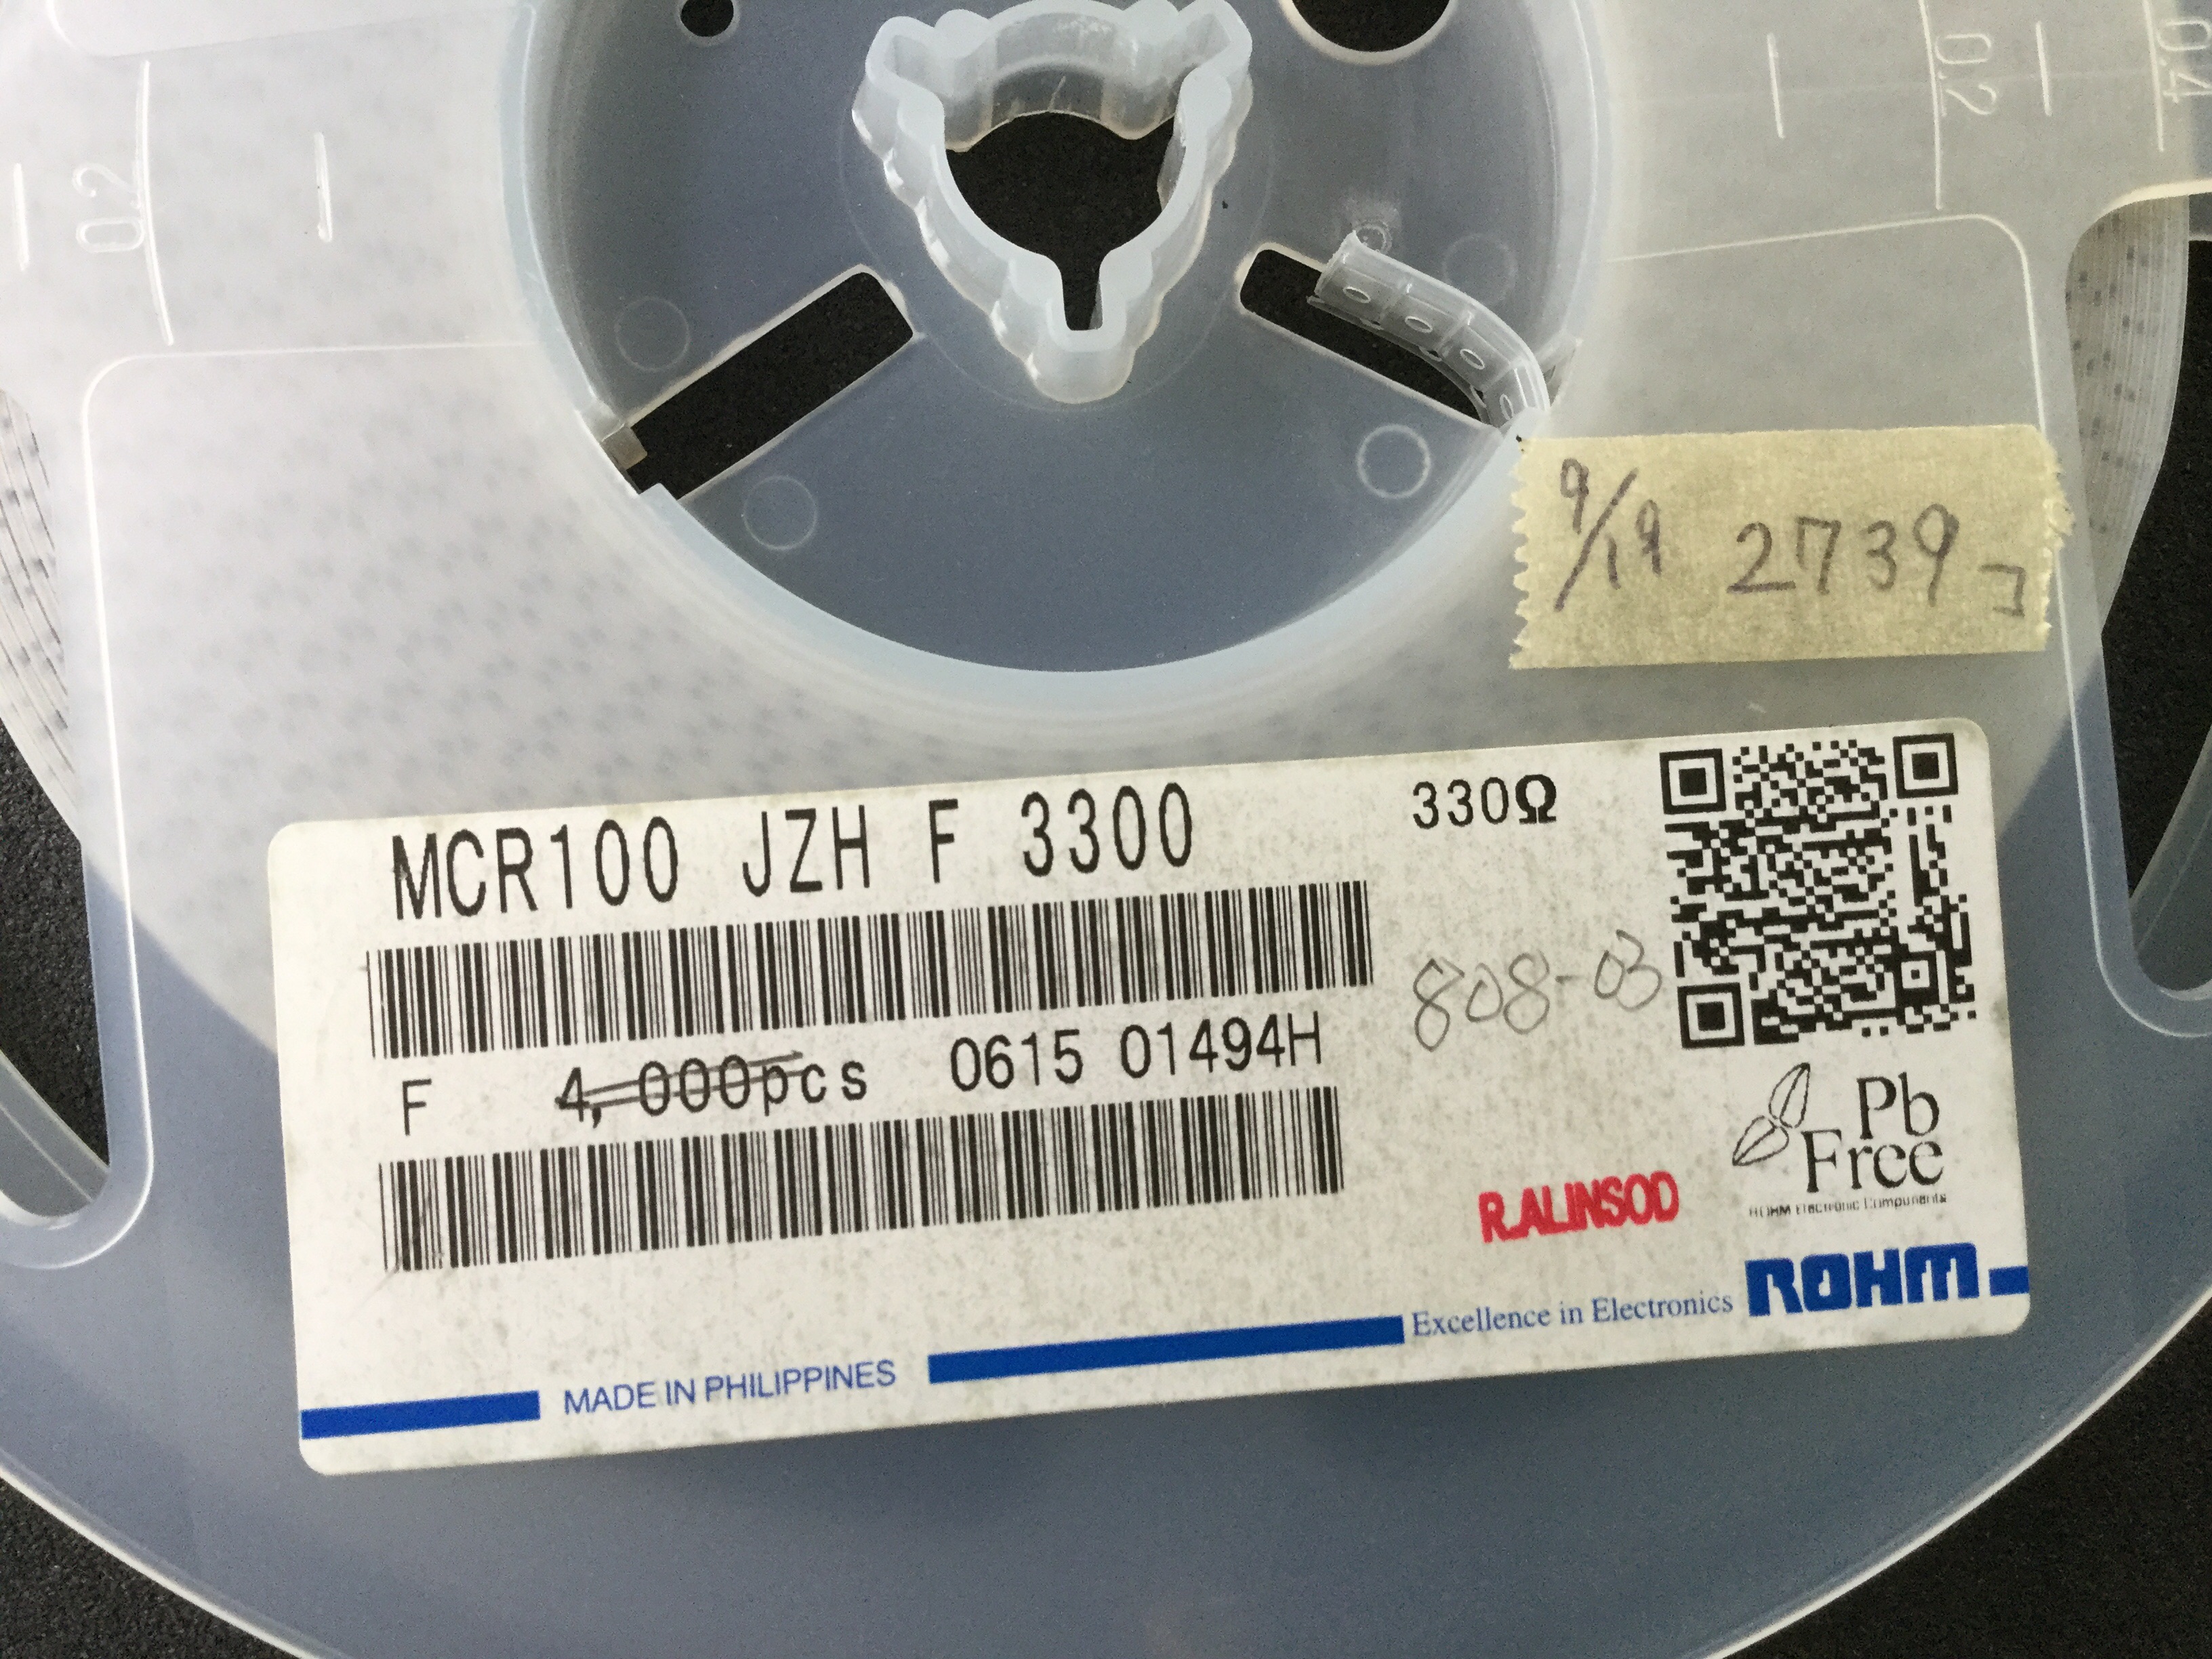 0.2
0.2
0.4
9/19 2739コ
MCR100 JZH F 3300 330Ω
808-03
F 4,000pcs 0615 01494H
Pb
Free
ROHM Electronic Components
R.ALINSOD
MADE IN PHILIPPINES Excellence in Electronics ROHM